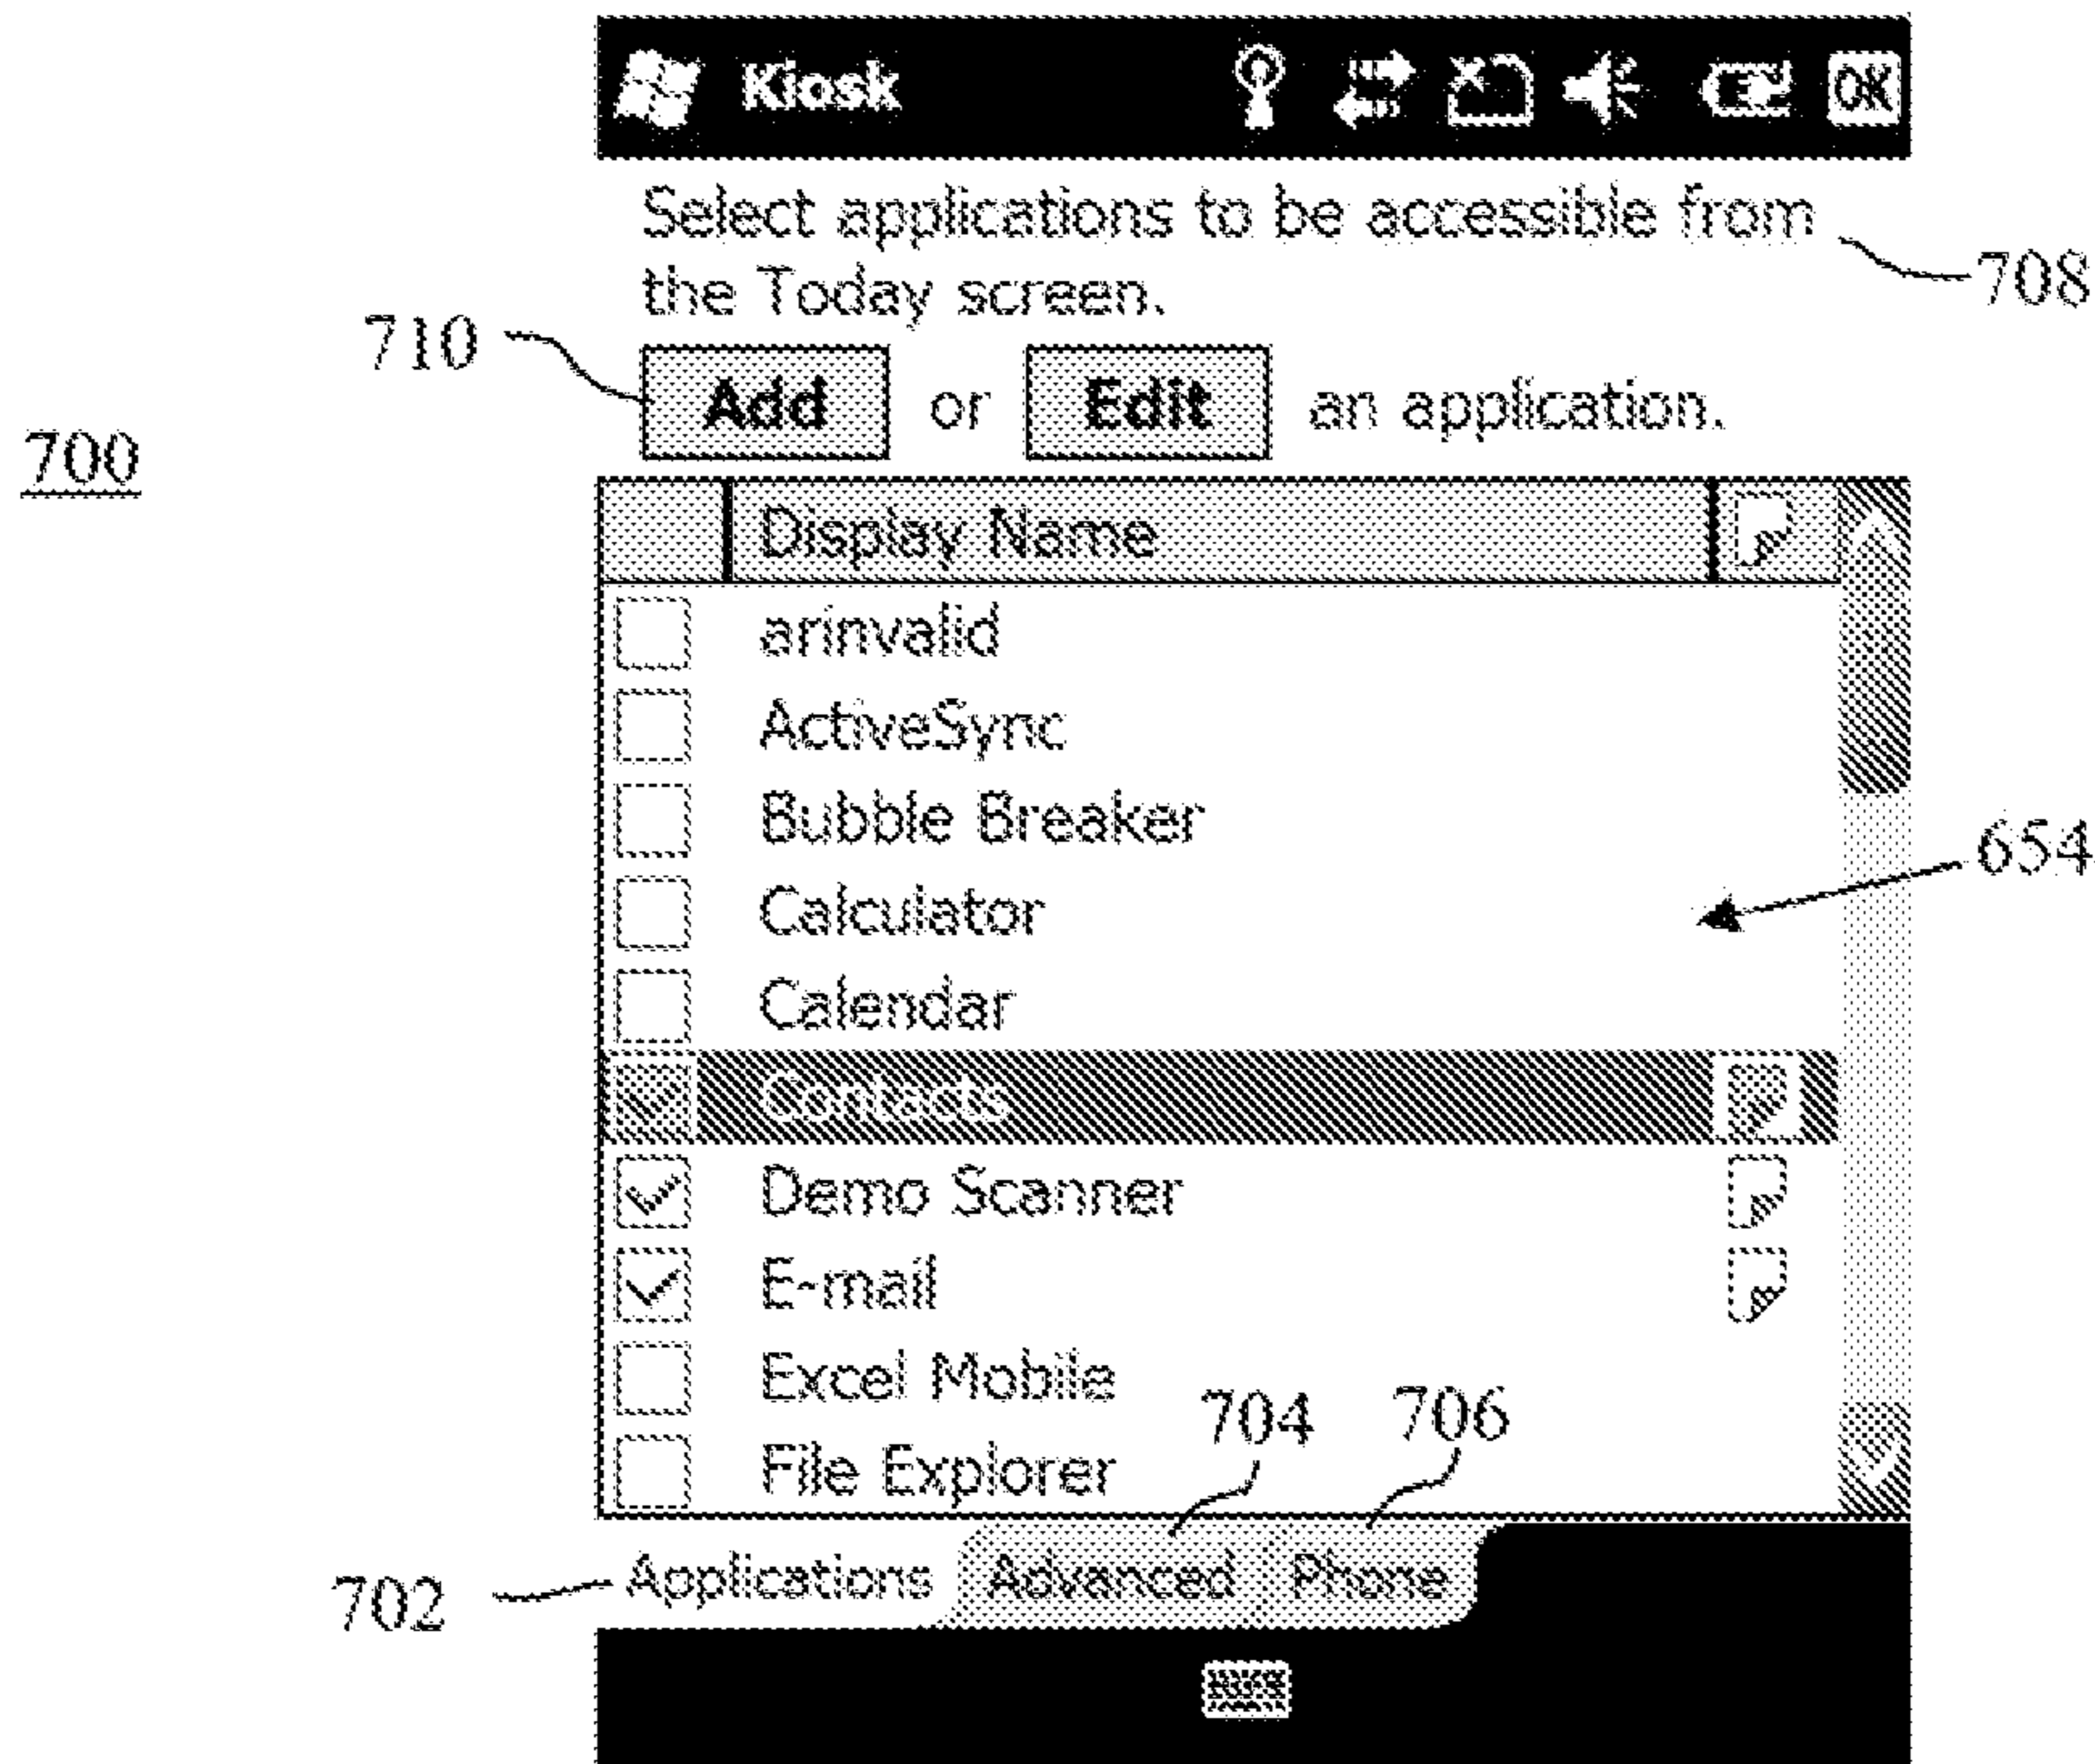 Kiosk OK
Select applications to be accessible from
the Today screen.
708
710
Add or Edit an application.
700
Display Name
arinvalid
ActiveSync
Bubble Breaker
654
Calculator
Calendar
Contacts
Demo Scanner
E-mail
Excel Mobile
704 706
File Explorer
702
Applications Advanced Phone